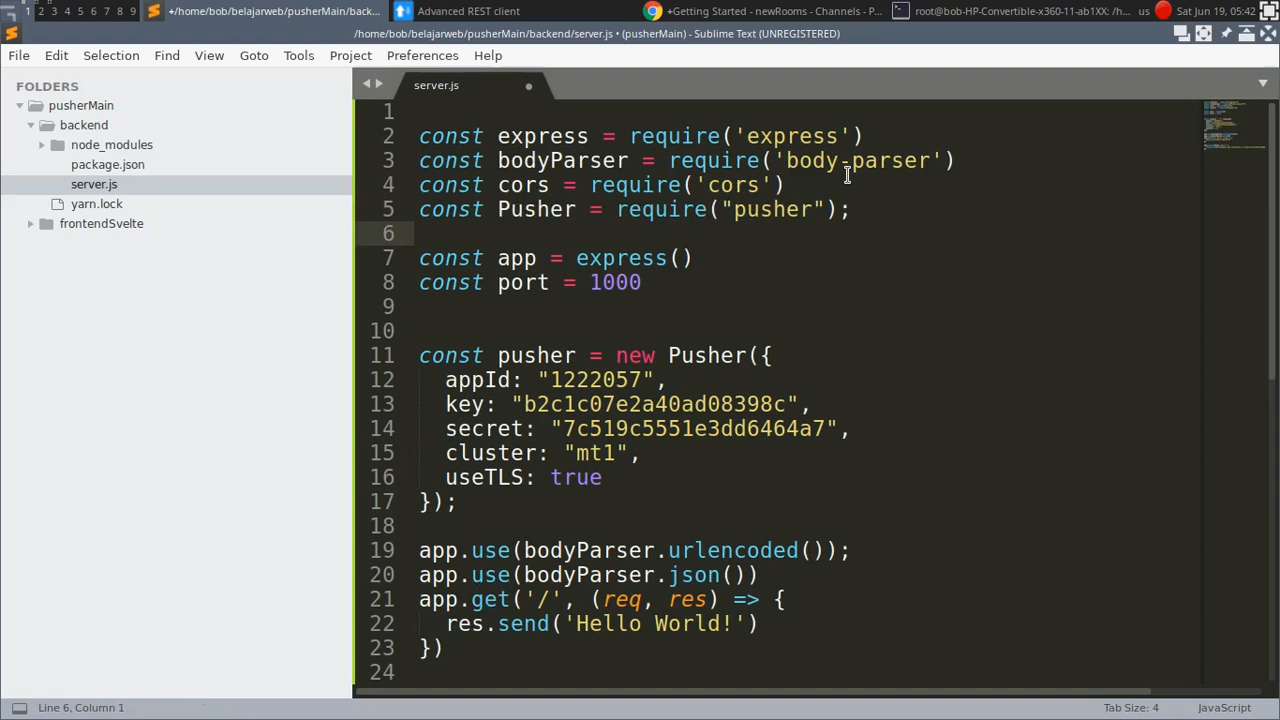 1 2 3 4 5 6 7 8 9
+/home/bob/belajarweb/pusherMain/back...
Advanced REST client
+Getting Started - newRooms - Channels - P...
root@bob-HP-Convertible-x360-11-ab1XX: /h...
us
Sat Jun 19, 05:42
/home/bob/belajarweb/pusherMain/backend/server.js • (pusherMain) - Sublime Text (UNREGISTERED)
File Edit Selection Find View Goto Tools Project Preferences Help
FOLDERS
pusherMain
backend
node_modules
package.json
server.js
yarn.lock
frontendSvelte
server.js
1
2 const express = require('express')
3 const bodyParser = require('body-parser')
4 const cors = require('cors')
5 const Pusher = require("pusher");
6
7 const app = express()
8 const port = 1000
9
10
11 const pusher = new Pusher({
12 appId: "1222057",
13 key: "b2c1c07e2a40ad08398c",
14 secret: "7c519c5551e3dd6464a7",
15 cluster: "mt1",
16 useTLS: true
17 });
18
19 app.use(bodyParser.urlencoded());
20 app.use(bodyParser.json())
21 app.get('/', (req, res) => {
22 res.send('Hello World!')
23 })
24
Line 6, Column 1
Tab Size: 4
JavaScript